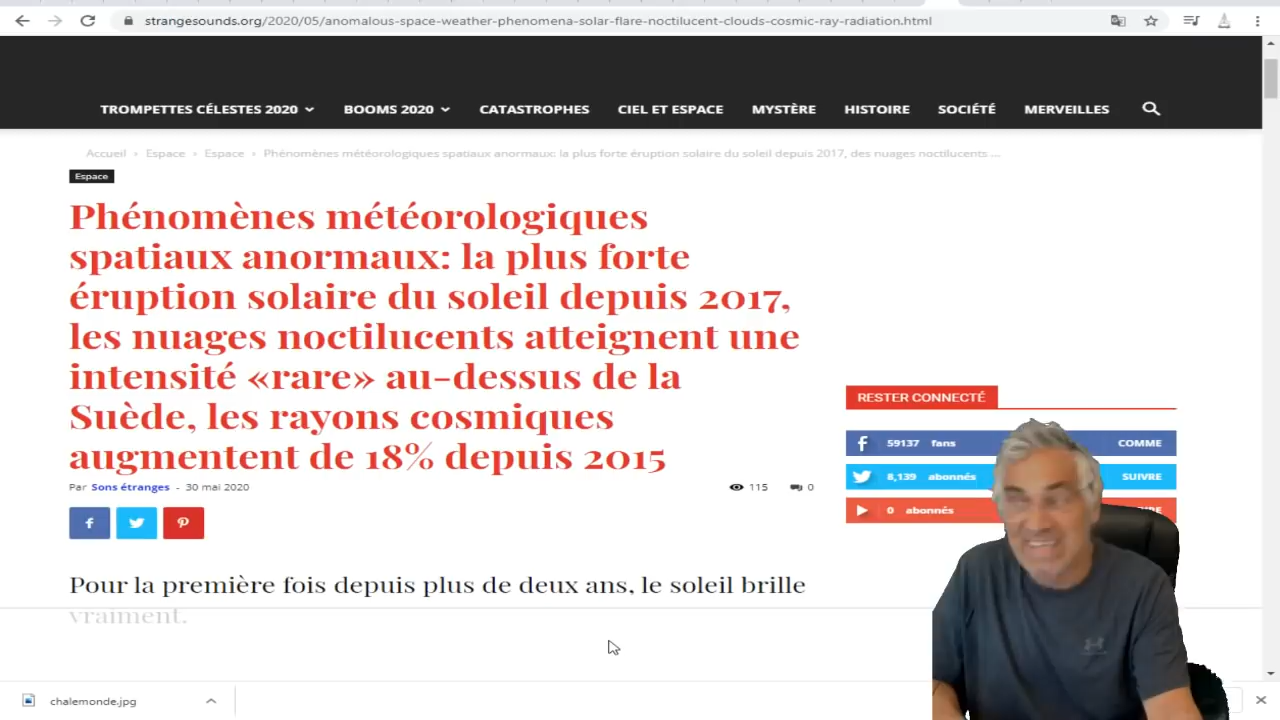 strangesounds.org/2020/05/anomalous-space-weather-phenomena-solar-flare-noctilucent-clouds-cosmic-ray-radiation.html
TROMPETTES CÉLESTES 2020 BOOMS 2020 CATASTROPHES CIEL ET ESPACE MYSTÈRE HISTOIRE SOCIÉTÉ MERVEILLES
Accueil › Espace › Espace › Phénomènes météorologiques spatiaux anormaux: la plus forte éruption solaire du soleil depuis 2017, des nuages noctilucents ...
Espace
Phénomènes météorologiques
spatiaux anormaux: la plus forte
éruption solaire du soleil depuis 2017,
les nuages noctilucents atteignent une
intensité «rare» au-dessus de la
Suède, les rayons cosmiques
augmentent de 18% depuis 2015
Par Sons étranges - 30 mai 2020 115 0
Pour la première fois depuis plus de deux ans, le soleil brille
vraiment.
RESTER CONNECTÉ
59137 fans COMME
8,139 abonnés SUIVRE
0 abonnés
chalemonde.jpg